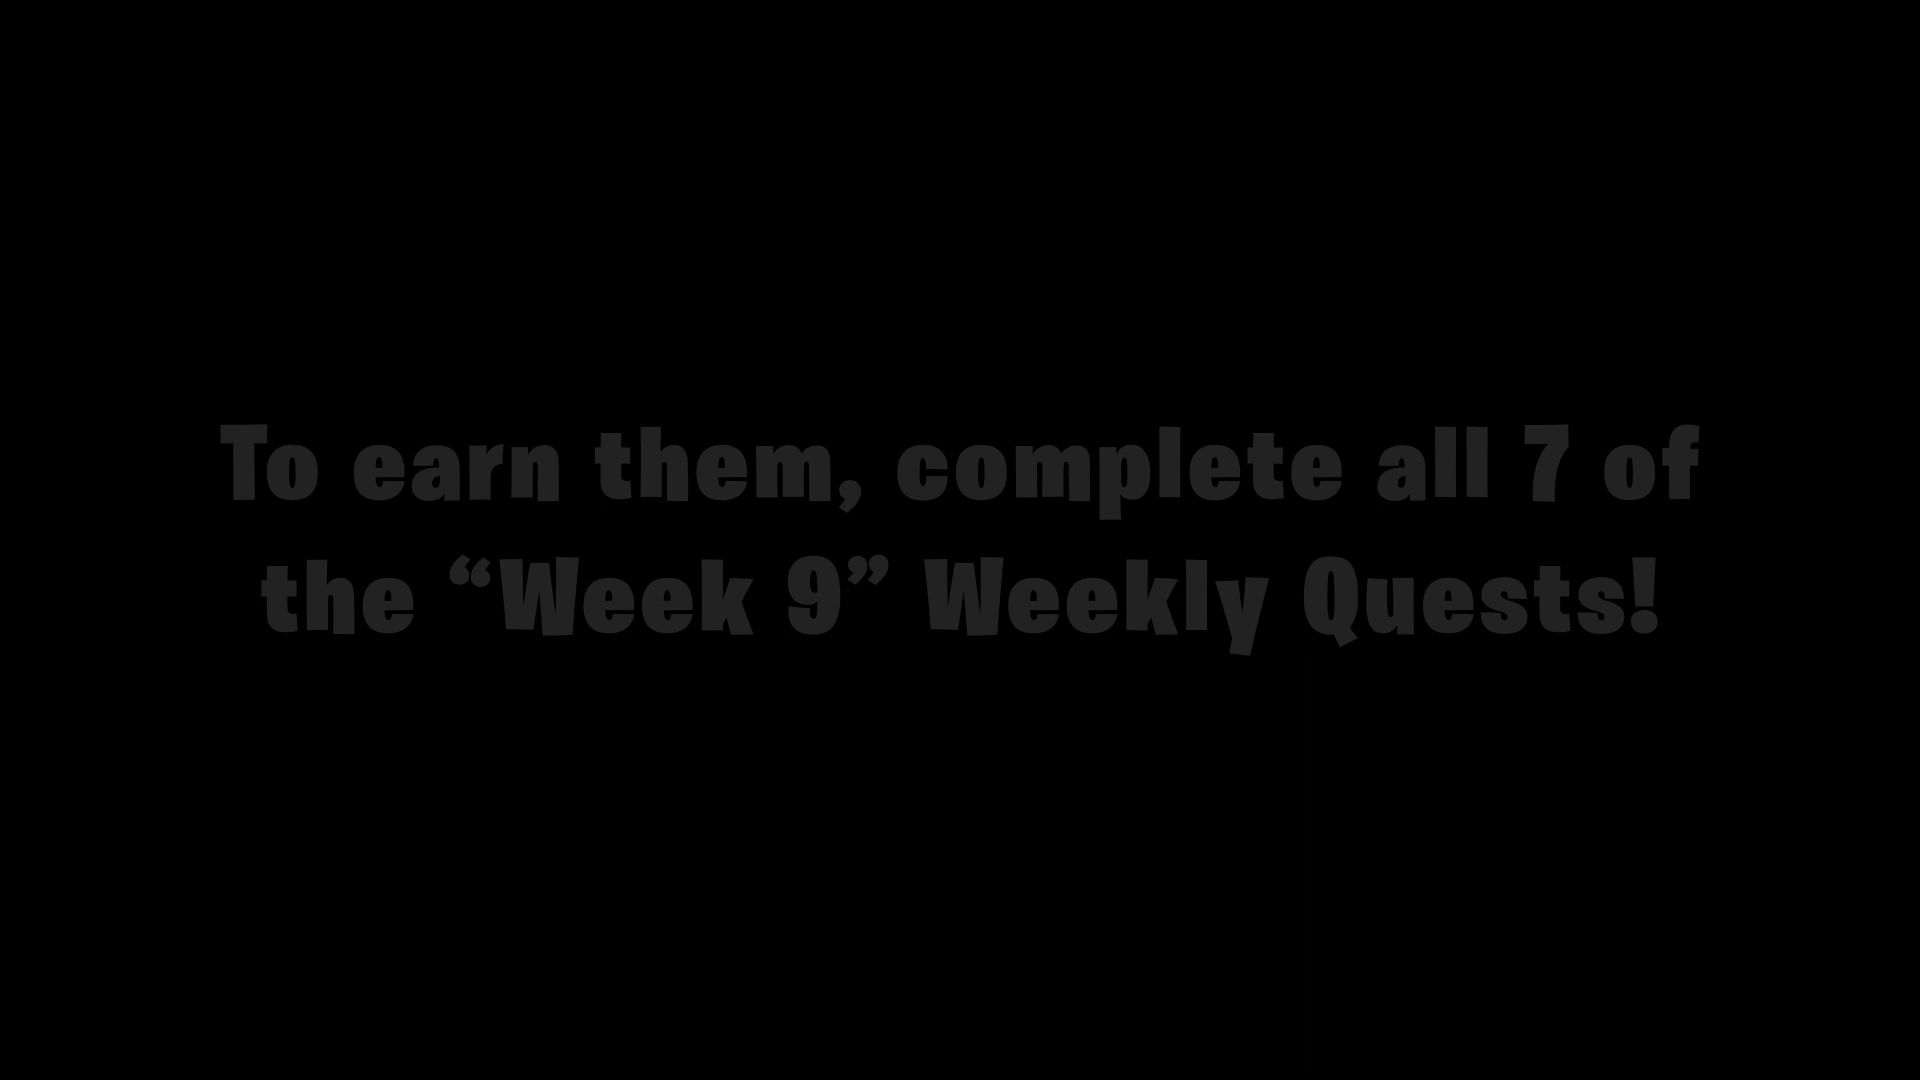 To earn them, complete all 7 of
the “Week 9” Weekly Quests!